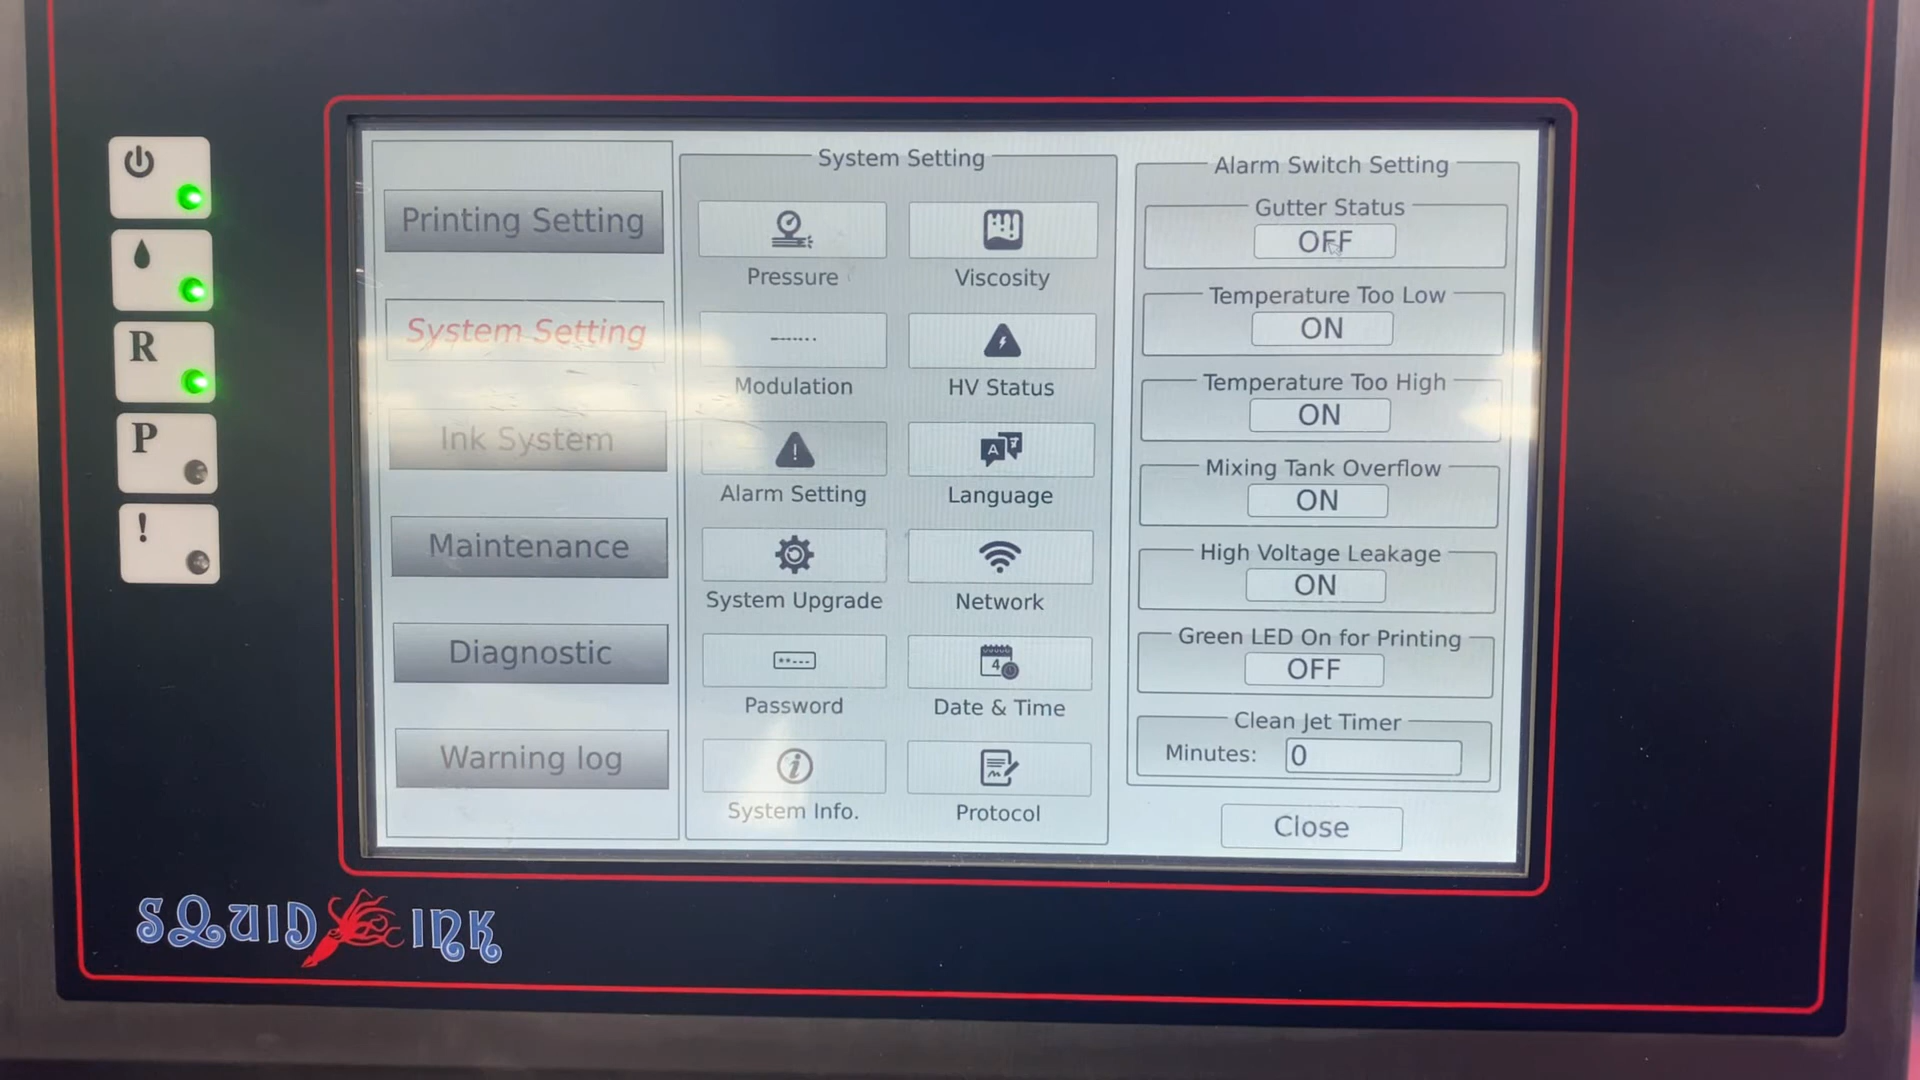 R
P
!
Printing Setting
System Setting
Ink System
Maintenance
Diagnostic
Warning log
System Setting
Pressure
Viscosity
Modulation
HV Status
Alarm Setting
Language
System Upgrade
Network
Password
Date & Time
System Info.
Protocol
Alarm Switch Setting
Gutter Status
OFF
Temperature Too Low
ON
Temperature Too High
ON
Mixing Tank Overflow
ON
High Voltage Leakage
ON
Green LED On for Printing
OFF
Clean Jet Timer
Minutes: 0
Close
SQUID INK